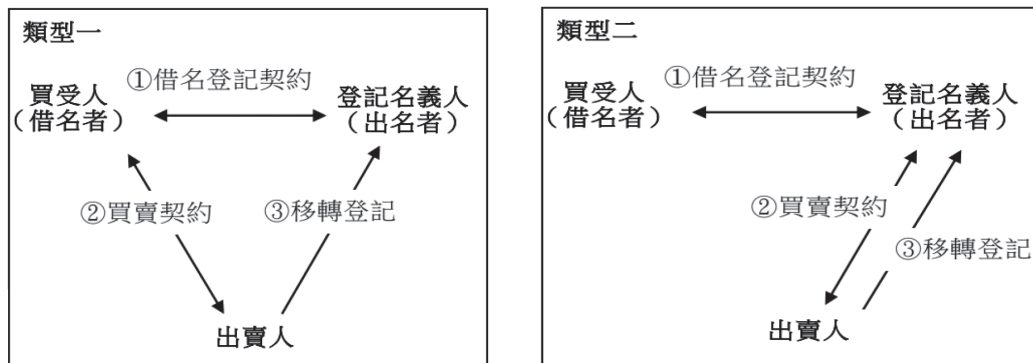 類型一
①借名登記契約
買受人
（借名者）
登記名義人
（出名者）
②買賣契約
③移轉登記
出賣人
類型二
①借名登記契約
買受人
（借名者）
登記名義人
（出名者）
②買賣契約
③移轉登記
出賣人